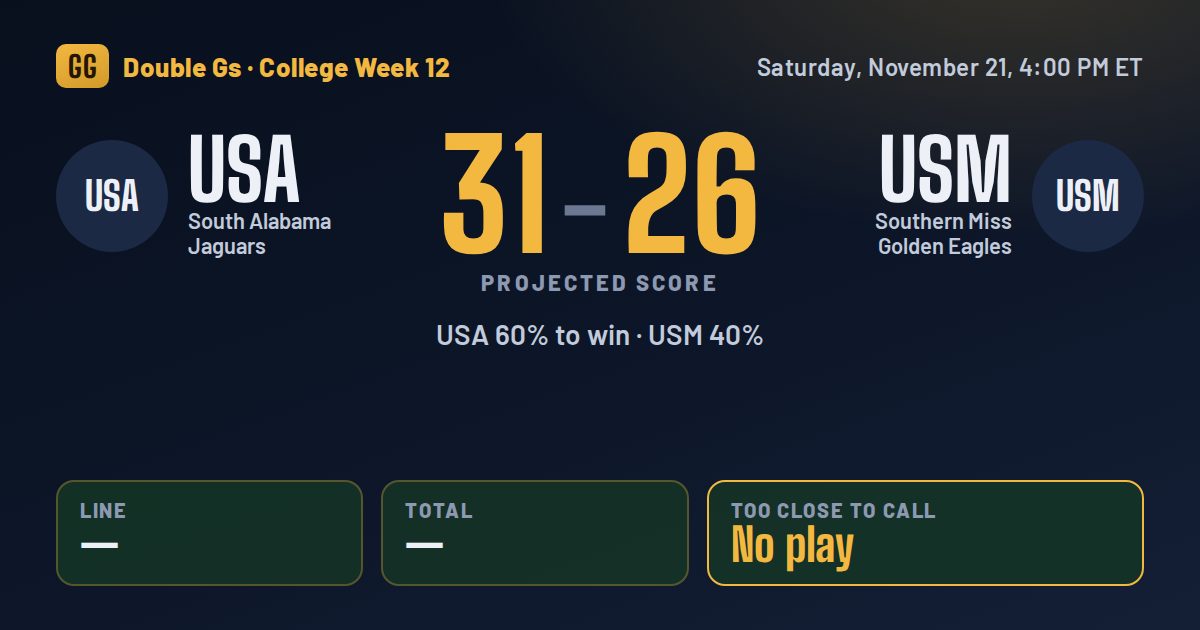 GG
Double Gs · College Week 12
Saturday, November 21, 4:00 PM ET
USA
USA
South Alabama
Jaguars
31 – 26
PROJECTED SCORE
USA 60% to win · USM 40%
USM
Southern Miss
Golden Eagles
USM
LINE
—
TOTAL
—
TOO CLOSE TO CALL
No play